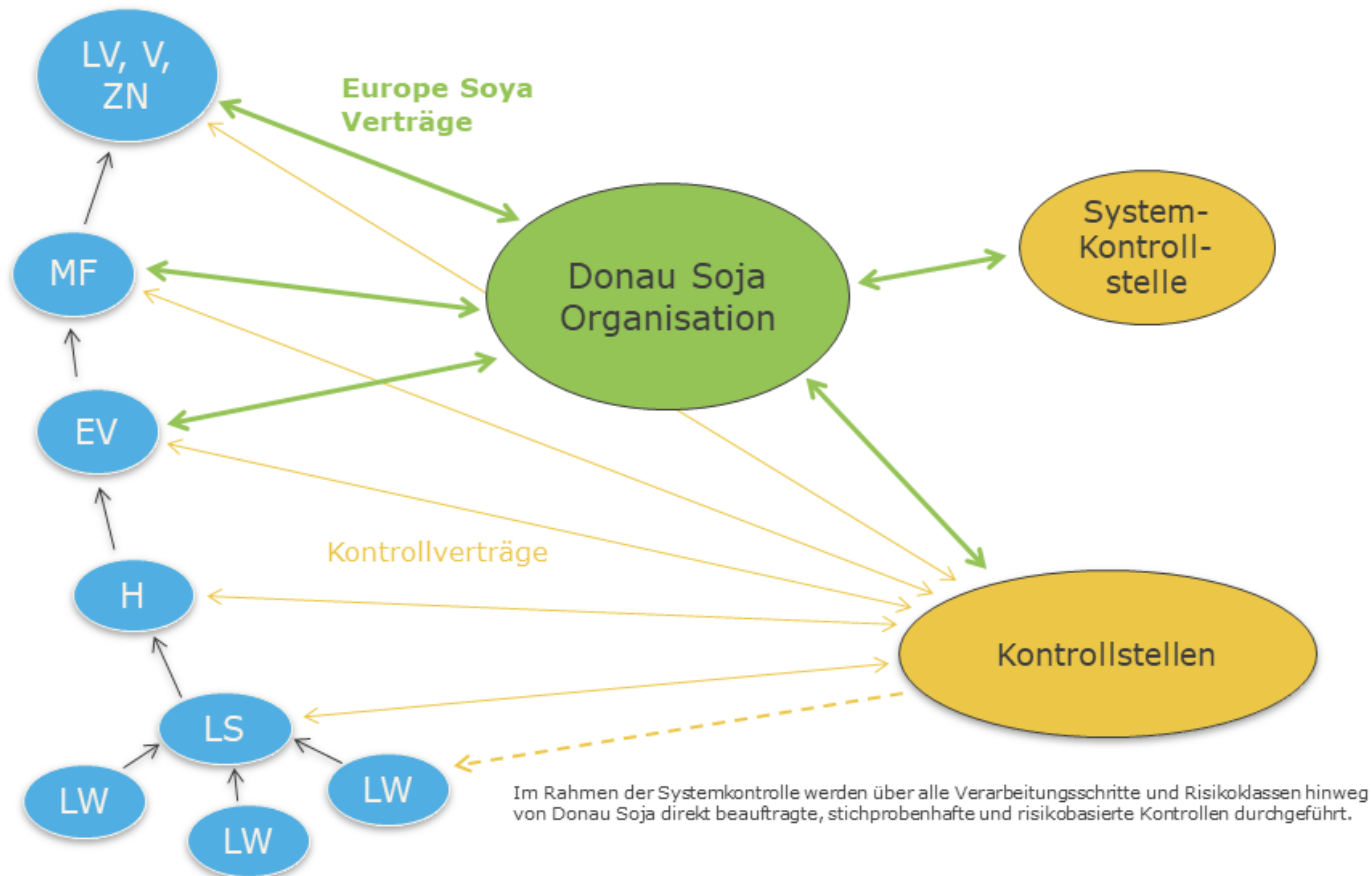 LV, V,
ZN
Europe Soya
Verträge
System-
Kontroll-
stelle
MF
Donau Soja
Organisation
EV
Kontrollverträge
H
Kontrollstellen
LS
LW
LW
LW
Im Rahmen der Systemkontrolle werden über alle Verarbeitungsschritte und Risikoklassen hinweg
von Donau Soja direkt beauftragte, stichprobenhafte und risikobasierte Kontrollen durchgeführt.